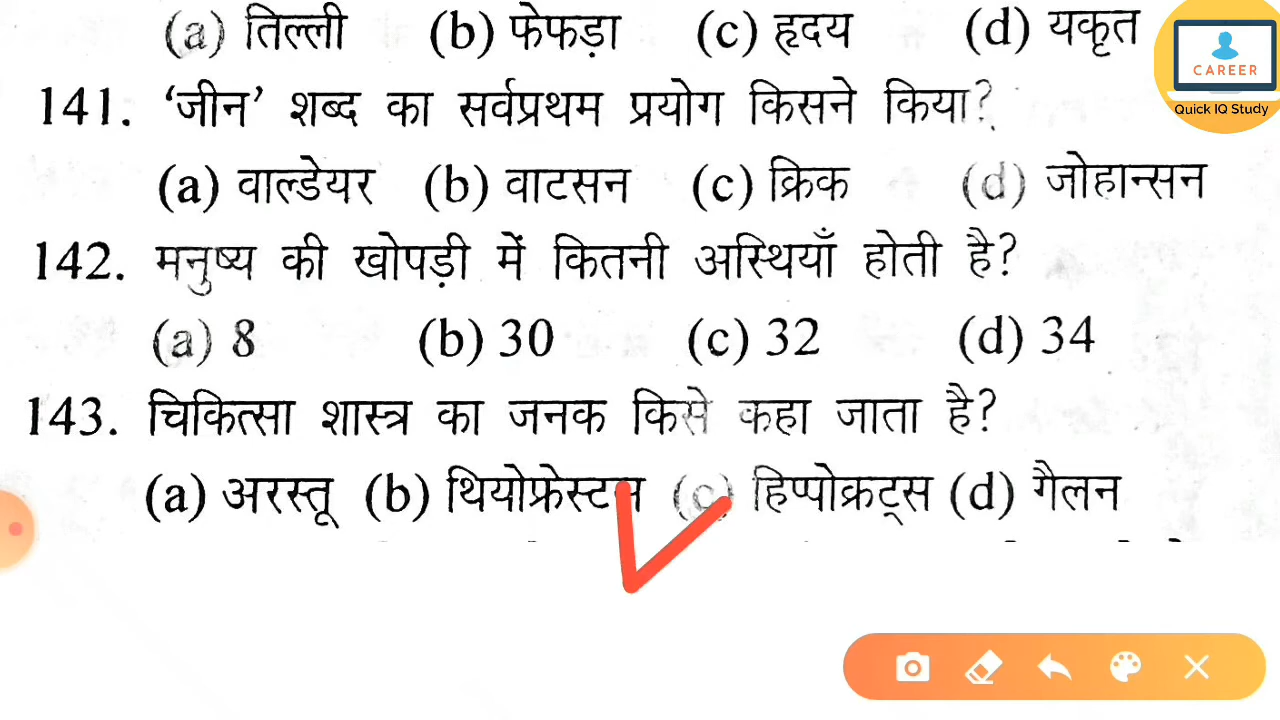 (a) तिल्ली (b) फेफड़ा (c) हृदय (d) यकृत
CAREER
Quick IQ Study
141. ‘जीन’ शब्द का सर्वप्रथम प्रयोग किसने किया?
(a) वाल्डेयर (b) वाटसन (c) क्रिक (d) जोहान्सन
142. मनुष्य की खोपड़ी में कितनी अस्थियाँ होती है?
(a) 8 (b) 30 (c) 32 (d) 34
143. चिकित्सा शास्त्र का जनक किसे कहा जाता है?
(a) अरस्तू (b) थियोफ्रेस्टस (c) हिप्पोक्रट्स (d) गैलन